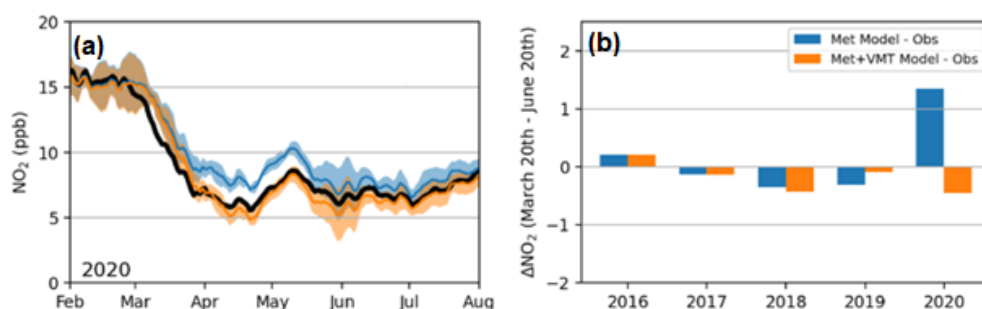 (a)
20
15
10
5
0
NO₂ (ppb)
2020
Feb Mar Apr May Jun Jul Aug
(b)
Met Model - Obs
Met+VMT Model - Obs
2
1
0
−1
−2
ΔNO₂ (March 20th - June 20th)
2016 2017 2018 2019 2020